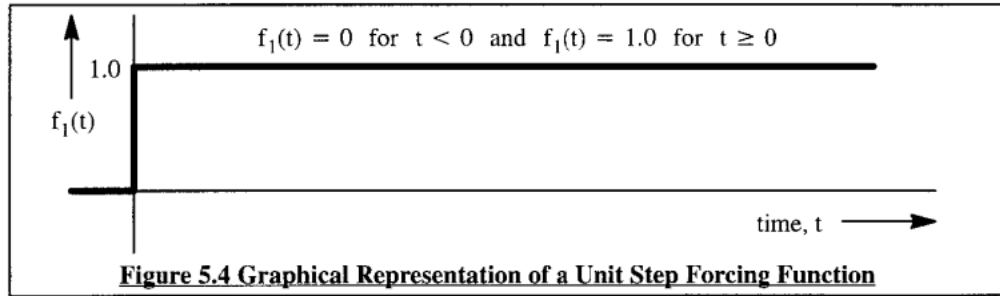 f₁(t) = 0 for t < 0 and f₁(t) = 1.0 for t ≥ 0
1.0
f₁(t)
time, t
Figure 5.4 Graphical Representation of a Unit Step Forcing Function